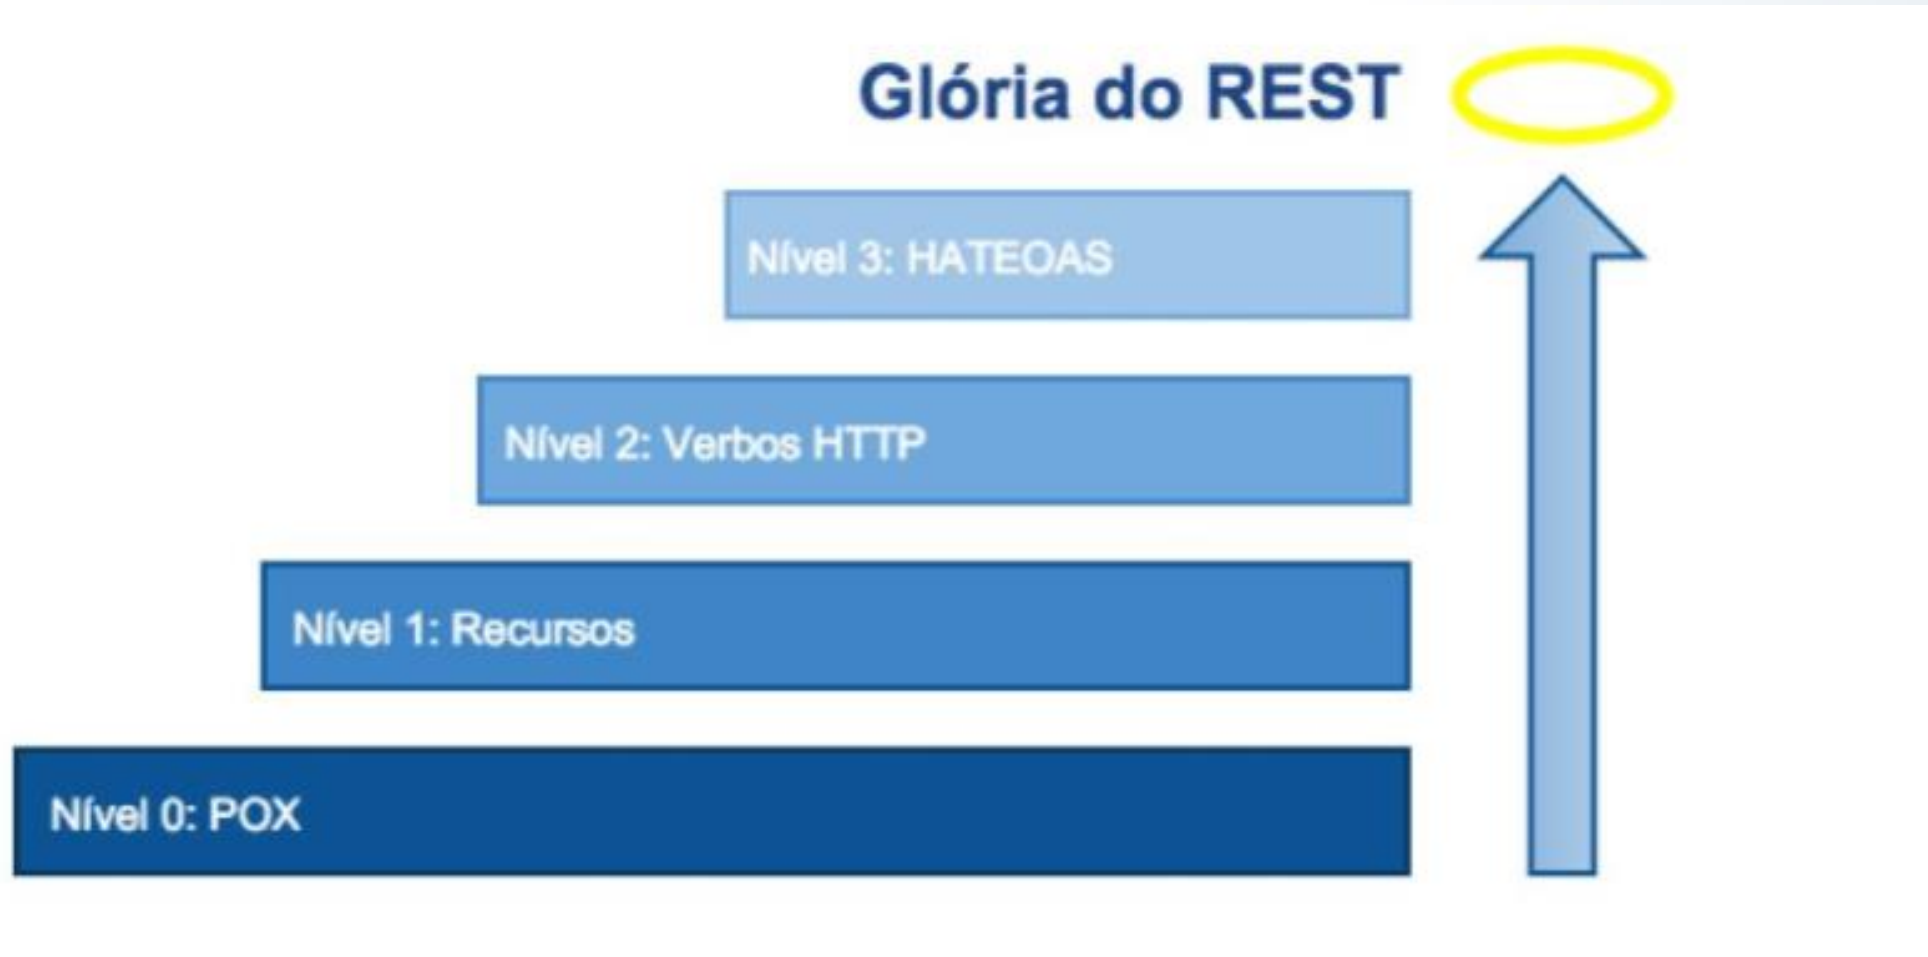 Glória do REST
Nível 3: HATEOAS
Nível 2: Verbos HTTP
Nível 1: Recursos
Nível 0: POX